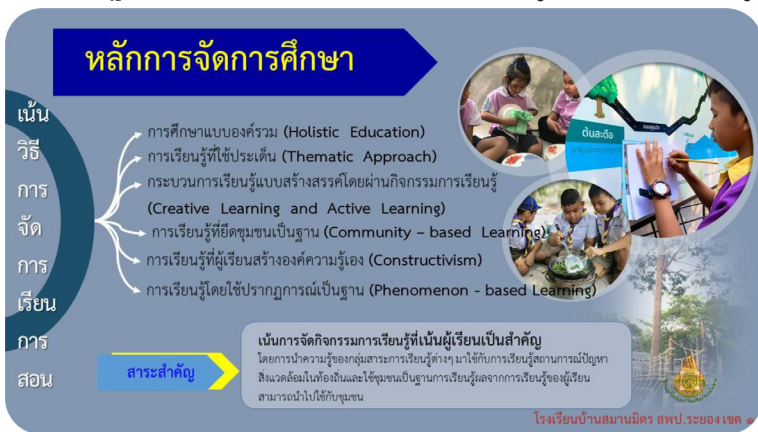 หลักการจัดการศึกษา
เน้น
วิธี
การ
จัด
การ
เรียน
การ
สอน
การศึกษาแบบองค์รวม (Holistic Education)
การเรียนรู้ที่ใช้ประเด็น (Thematic Approach)
กระบวนการเรียนรู้แบบสร้างสรรค์โดยผ่านกิจกรรมการเรียนรู้
(Creative Learning and Active Learning)
การเรียนรู้ที่ยึดชุมชนเป็นฐาน (Community – based Learning)
การเรียนรู้ที่ผู้เรียนสร้างองค์ความรู้เอง (Constructivism)
การเรียนรู้โดยใช้ปรากฏการณ์เป็นฐาน (Phenomenon - based Learning)
ต้นสะตือ
สาระสำคัญ
เน้นการจัดกิจกรรมการเรียนรู้ที่เน้นผู้เรียนเป็นสำคัญ
โดยการนำความรู้ของกลุ่มสาระการเรียนรู้ต่างๆ มาใช้กับการเรียนรู้สถานการณ์ปัญหา
สิ่งแวดล้อมในท้องถิ่นและใช้ชุมชนเป็นฐานการเรียนรู้ผลจากการเรียนรู้ของผู้เรียน
สามารถนำไปใช้กับชุมชน
โรงเรียนบ้านสมานมิตร สพป.ระยอง เขต ๑